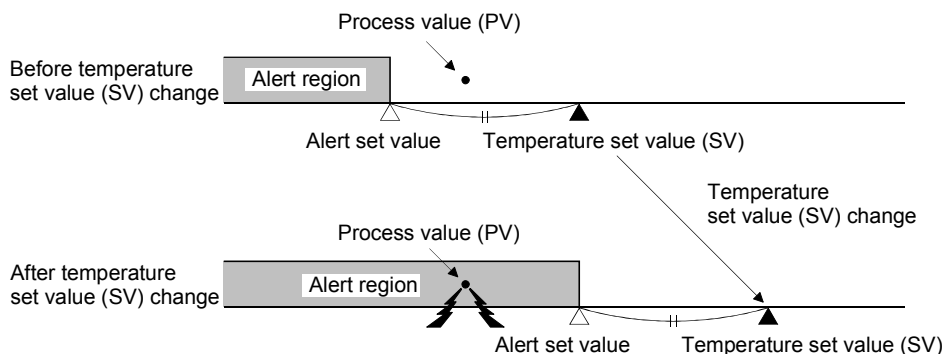 Process value (PV)
Before temperature
set value (SV) change
Alert region
Alert set value
Temperature set value (SV)
Temperature
set value (SV) change
Process value (PV)
After temperature
set value (SV) change
Alert region
Alert set value
Temperature set value (SV)